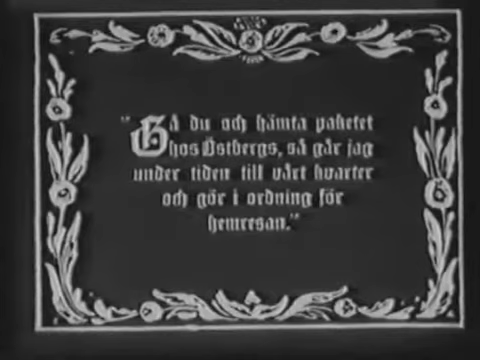 "Gå du och hämta paketet
hos Östbergs, så går jag
under tiden till vårt kvarter
och gör i ordning för
hemresan."